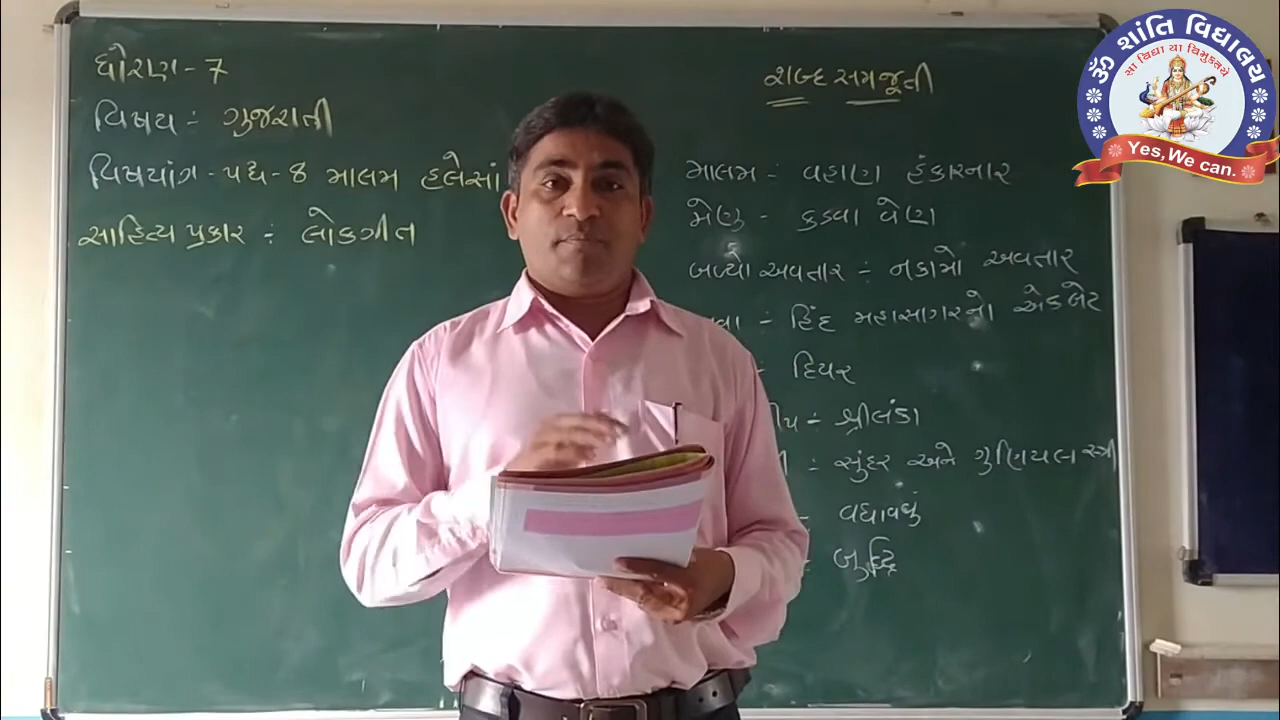 ધોરણ - 7
વિષય :- ગુજરાતી
વિષયાંગ - પદ્ય - 8 માલમ હલેસાં
સાહિત્ય પ્રકાર :- લોકગીત
શબ્દ સમજૂતી
માલમ :- વહાણ હંકારનાર
મેણુ - કડવા વેણ
બળ્યો અવતાર :- નકામો અવતાર
વા :- હિંદ મહાસાગરનો એક બેટ
- દિયર
ીપ :- શ્રીલંકા
ી :- સુંદર અને ગુણિયલ સ્ત્રી
- વધાવવું
:- બુદ્ધિ
ૐ શાંતિ વિદ્યાલય
સા વિદ્યા યા વિમુક્તયે
Yes, We can.